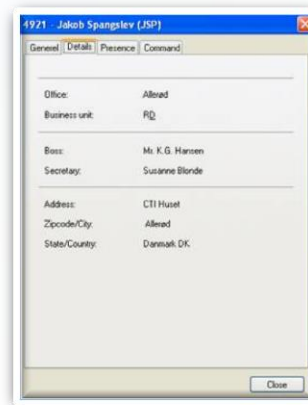 4921 - Jakob Spangslev (JSP)
General Details Presence Command
Office: Allerød
Business unit: RD
Boss: Mr. K.G. Hansen
Secretary: Susanne Blonde
Address: CTI Huset
Zipcode/City: Allerød
State/Country: Danmark DK
Close